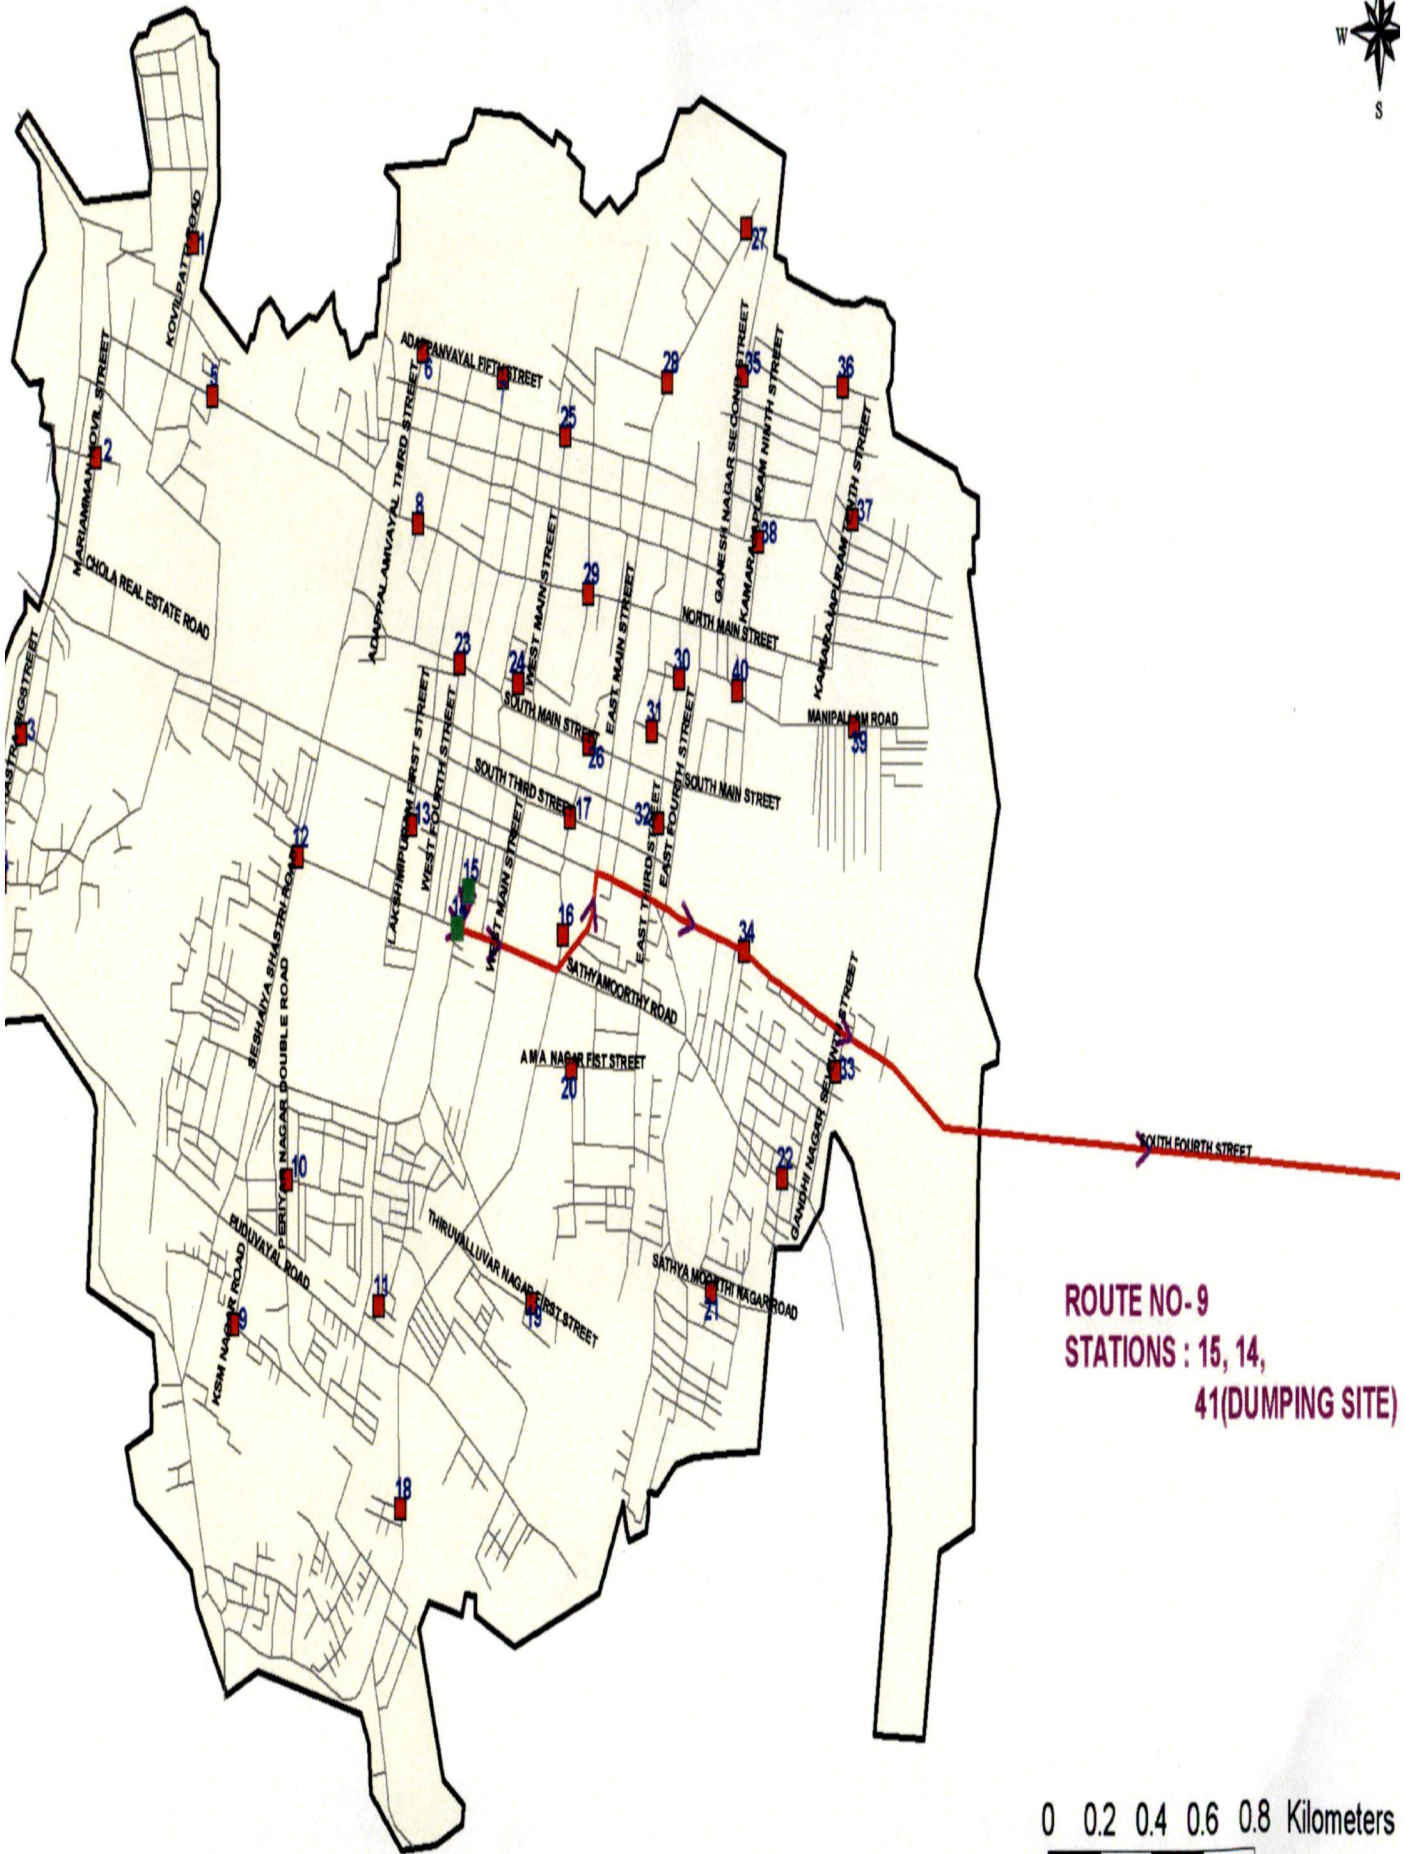 W
S
KOVILPATTI ROAD
1
27
ADAPPANVAYAL FIFTH STREET
6
7
28
35
36
5
25
MARIAMMAN KOVIL STREET
2
ADAPPALAMVAYAL THIRD STREET
GANESH NAGAR SECOND STREET
KAMARAJAPURAM NINTH STREET
KAMARAJAPURAM TENTH STREET
8
37
38
CHOLA REAL ESTATE ROAD
29
WEST MAIN STREET
EAST MAIN STREET
NORTH MAIN STREET
23
24
30
40
SOUTH MAIN STREET
26
31
MANIPALLAM ROAD
39
3
LAKSHMIPURAM FIRST STREET
WEST FOURTH STREET
SOUTH THIRD STREET
SOUTH MAIN STREET
13
17
32
EAST THIRD STREET
EAST FOURTH STREET
12
15
14
WEST MAIN STREET
16
34
SATHYAMOORTHY ROAD
SESHAIYA SHASTRI ROAD
PERIYAR NAGAR DOUBLE ROAD
A M A NAGAR FIST STREET
20
33
GANDHI NAGAR SEVENTH STREET
SOUTH FOURTH STREET
22
10
PUDUVAYAL ROAD
THIRUVALLUVAR NAGAR FIRST STREET
SATHYA MOORTHI NAGAR ROAD
KSM NAGAR ROAD
9
11
19
21
18
ROUTE NO- 9
STATIONS : 15, 14,
41(DUMPING SITE)
0 0.2 0.4 0.6 0.8 Kilometers